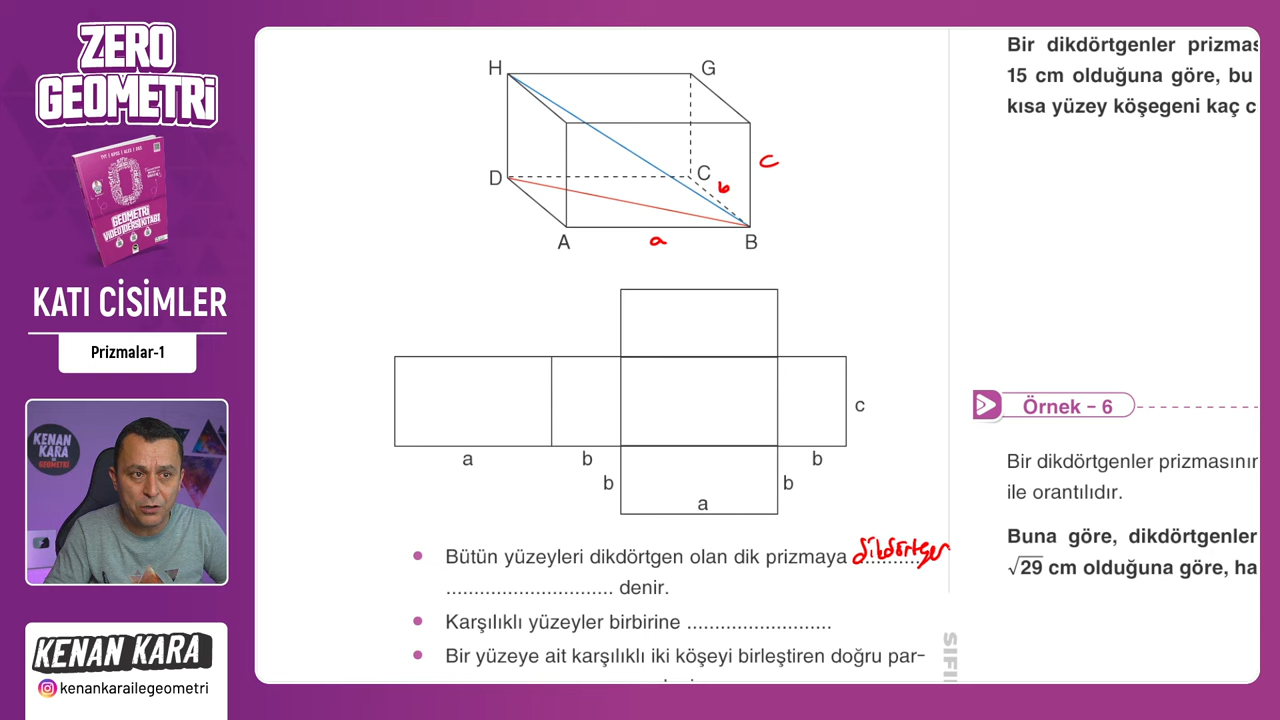 ZERO
GEOMETRİ
GEOMETRİ
VİDEO DERS KİTABI
KATI CİSİMLER
Prizmalar-1
KENAN
KARA
ile
GEOMETRİ
KENAN KARA
kenankarailegeometri
H
G
D
C
A
B
a
b
c
c
a
b
b
b
b
a
Bütün yüzeyleri dikdörtgen olan dik prizmaya dikdörtgen
.............................. denir.
Karşılıklı yüzeyler birbirine ..........................
Bir yüzeye ait karşılıklı iki köşeyi birleştiren doğru par-
Bir dikdörtgenler prizmas
15 cm olduğuna göre, bu
kısa yüzey köşegeni kaç c
Örnek - 6
Bir dikdörtgenler prizmasının
ile orantılıdır.
Buna göre, dikdörtgenler
√29 cm olduğuna göre, ha
SIFI